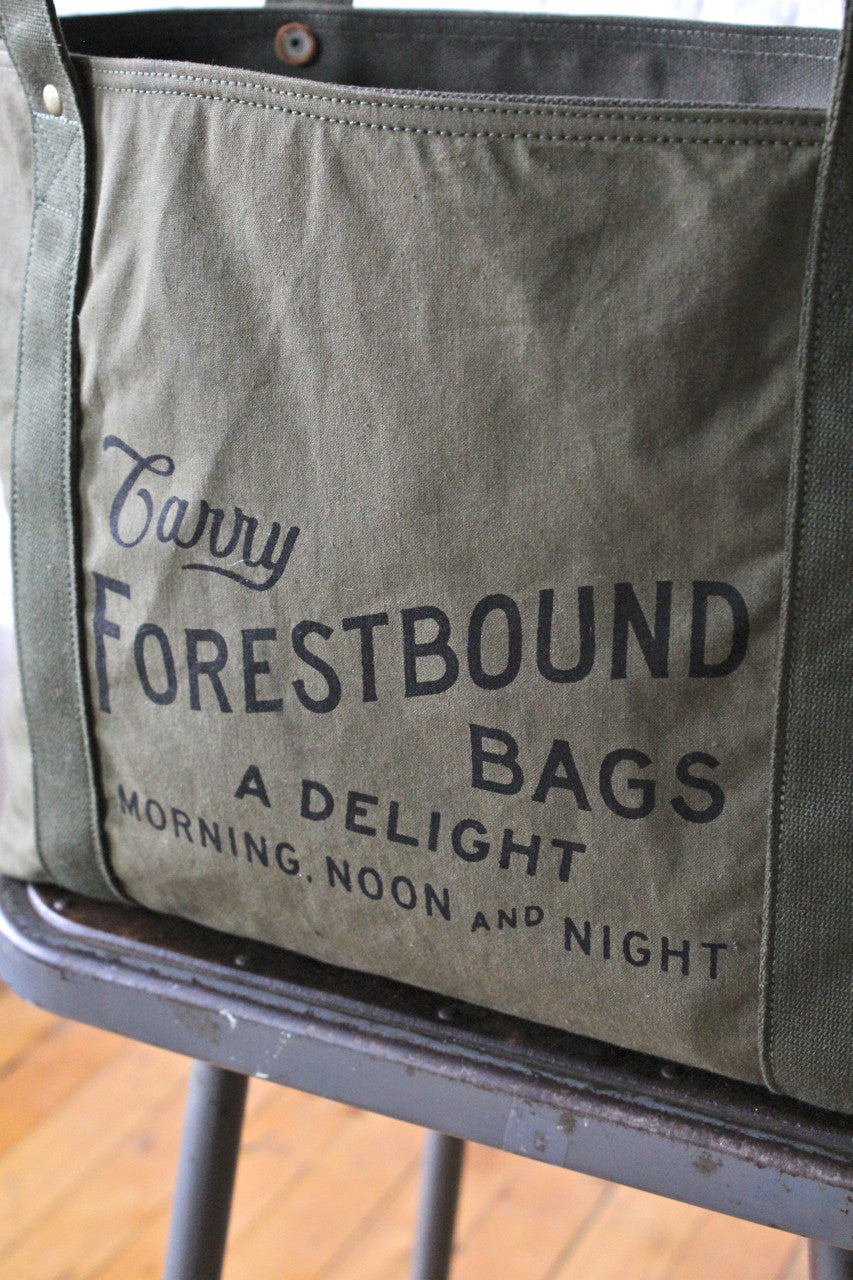 Carry
FORESTBOUND
BAGS
A DELIGHT
MORNING, NOON AND NIGHT